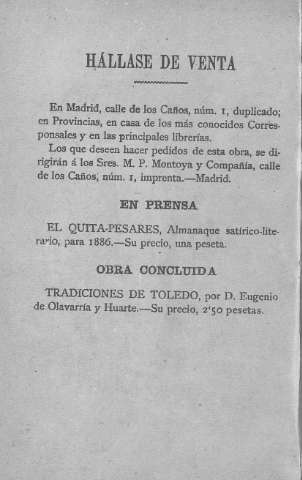 HÁLLASE DE VENTA
En Madrid, calle de los Caños, núm. 1, duplicado;
en Provincias, en casa de los más conocidos Corres-
ponsales y en las principales librerías.
Los que deseen hacer pedidos de esta obra, se di-
rigirán á los Sres. M. P. Montoya y Compañía, calle
de los Caños, núm. 1, imprenta.—Madrid.
EN PRENSA
EL QUITA-PESARES, Almanaque satírico-lite-
rario, para 1886.—Su precio, una peseta.
OBRA CONCLUIDA
TRADICIONES DE TOLEDO, por D. Eugenio
de Olavarría y Huarte.—Su precio, 2'50 pesetas.